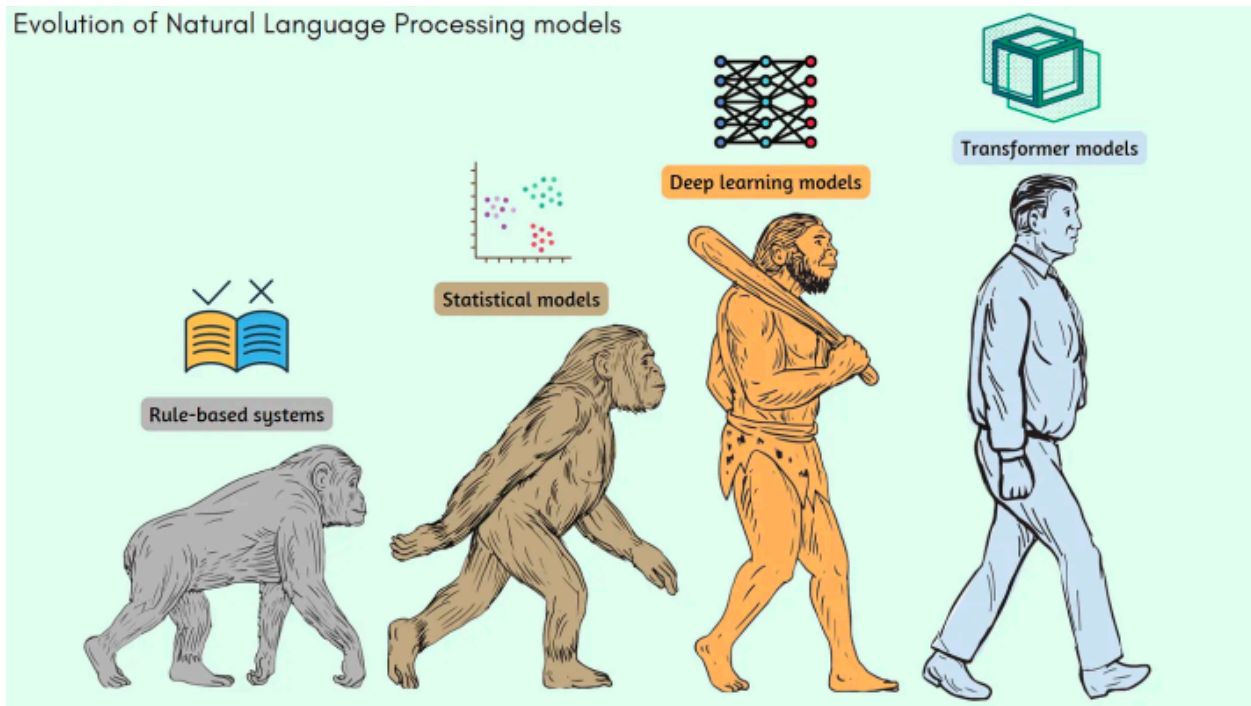 Evolution of Natural Language Processing models
Transformer models
Deep learning models
Statistical models
Rule-based systems